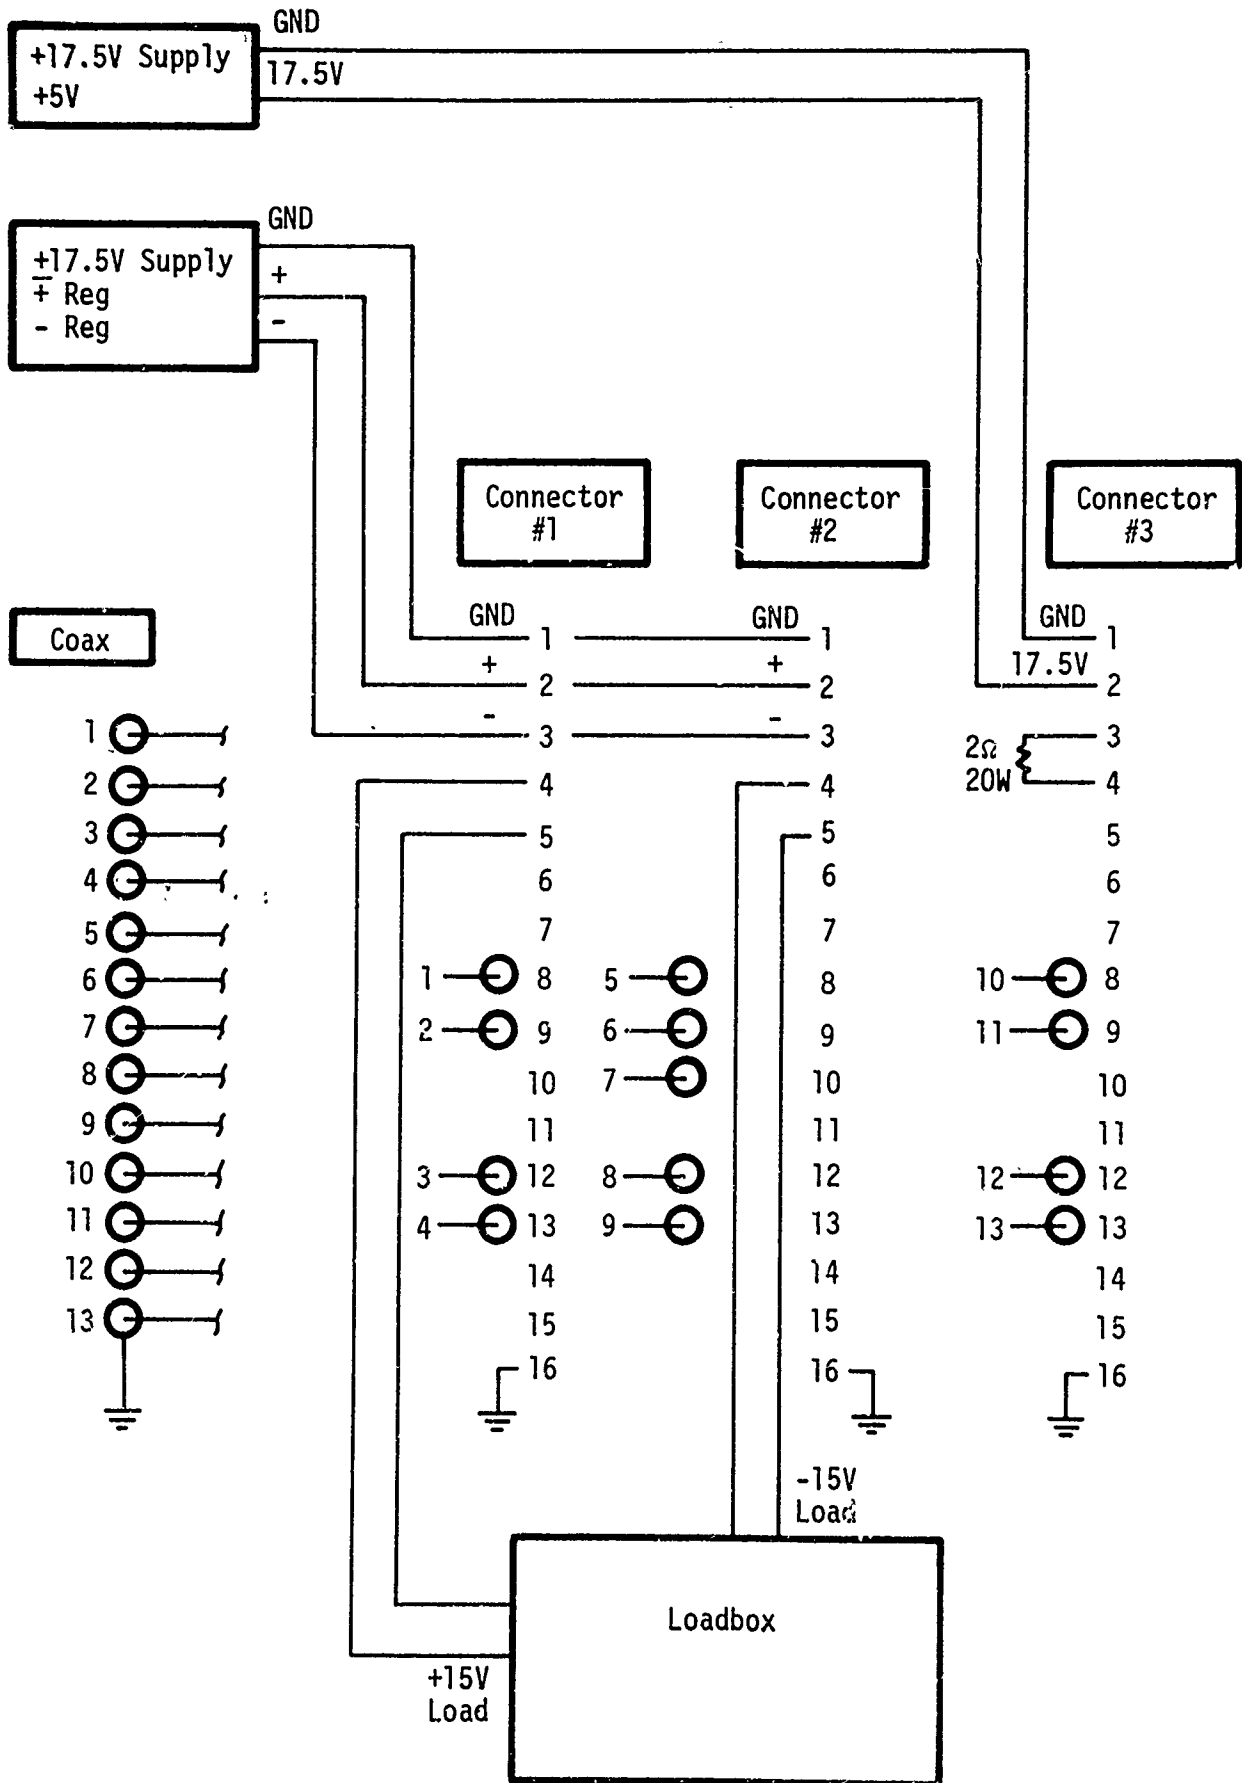 GND
+17.5V Supply
17.5V
+5V
GND
±17.5V Supply
+
+ Reg
-
- Reg
Connector
#1
Connector
#2
Connector
#3
Coax
GND 1
GND 1
GND 1
+ 2
+ 2
17.5V 2
- 3
- 3
3
2Ω
20W
4
4
4
5
5
5
6
6
6
7
7
7
1
2
3
4
5
6
7
8
9
10
11
12
13
1 8
5 8
10 8
2 9
6 9
11 9
10
7 10
10
11
11
11
3 12
8 12
12 12
4 13
9 13
13 13
14
14
14
15
15
15
16
16
16
-15V
Load
Loadbox
+15V
Load